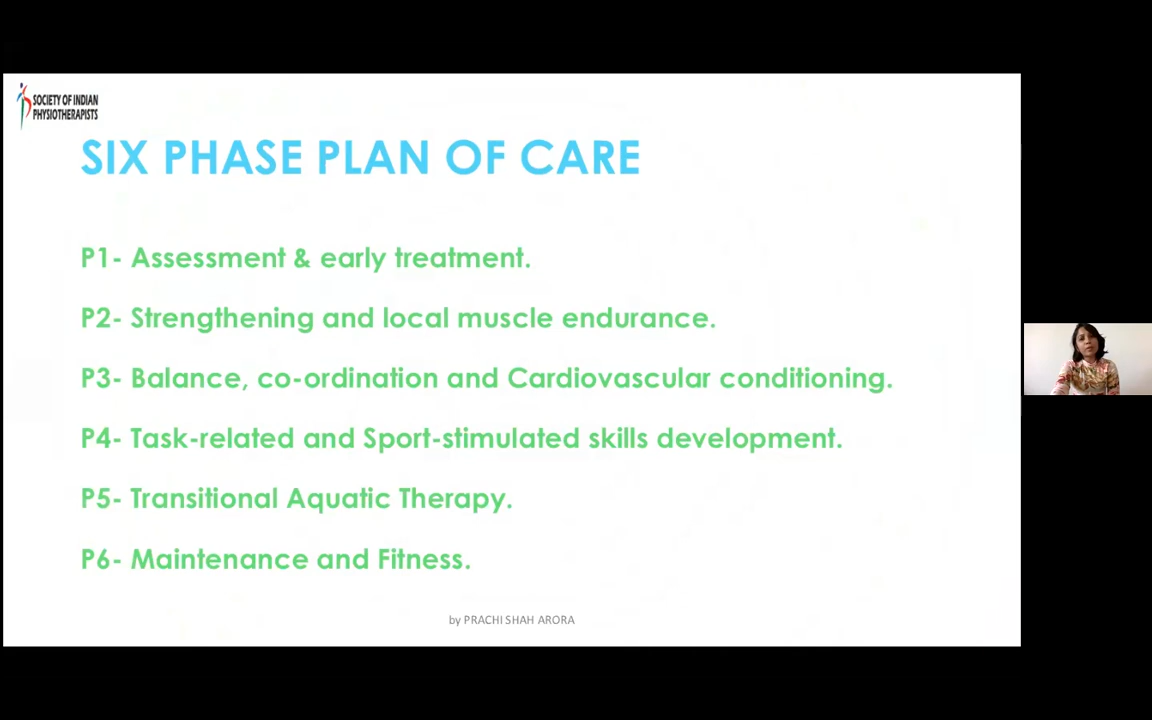 SOCIETY OF INDIAN
PHYSIOTHERAPISTS
SIX PHASE PLAN OF CARE
P1- Assessment & early treatment.
P2- Strengthening and local muscle endurance.
P3- Balance, co-ordination and Cardiovascular conditioning.
P4- Task-related and Sport-stimulated skills development.
P5- Transitional Aquatic Therapy.
P6- Maintenance and Fitness.
by PRACHI SHAH ARORA